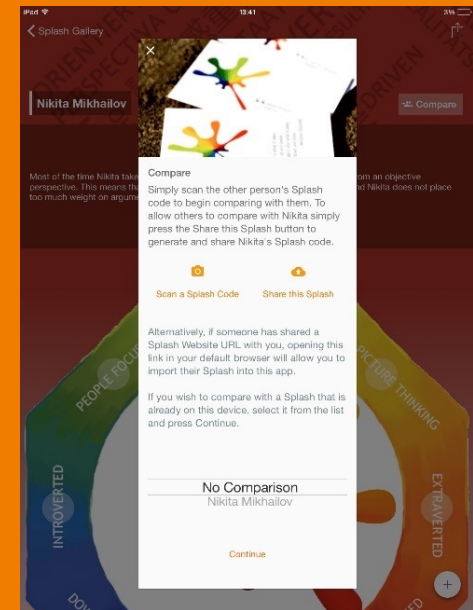 iPad
13:41
3%
Splash Gallery
Nikita Mikhailov
Compare
Most of the time Nikita take
om an objective
perspective. This means tha
nd Nikita does not place
too much weight on argume
Compare
Simply scan the other person's Splash
code to begin comparing with them. To
allow others to compare with Nikita simply
press the Share this Splash button to
generate and share Nikita's Splash code.
Scan a Splash Code
Share this Splash
Alternatively, if someone has shared a
Splash Website URL with you, opening this
link in your default browser will allow you to
import their Splash into this app.
If you wish to compare with a Splash that is
already on this device, select it from the list
and press Continue.
PEOPLE FOCU
PICTURE THINKING
INTROVERTED
EXTRAVERTED
No Comparison
Nikita Mikhailov
Continue
DO